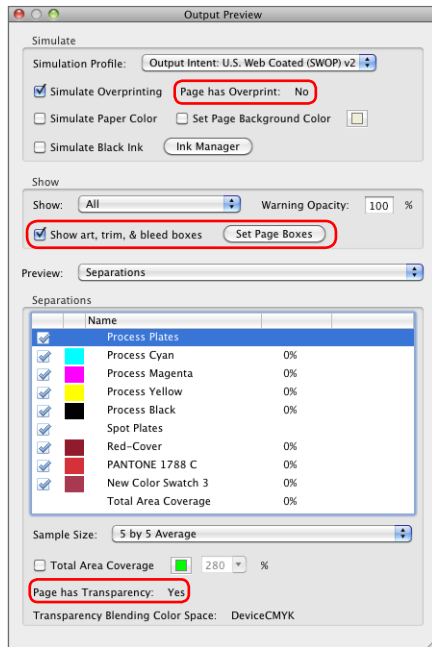 Output Preview
Simulate
Simulation Profile: Output Intent: U.S. Web Coated (SWOP) v2
Simulate Overprinting Page has Overprint: No
Simulate Paper Color Set Page Background Color
Simulate Black Ink Ink Manager
Show
Show: All Warning Opacity: 100 %
Show art, trim, & bleed boxes Set Page Boxes
Preview: Separations
Separations
Name
Process Plates
Process Cyan 0%
Process Magenta 0%
Process Yellow 0%
Process Black 0%
Spot Plates
Red-Cover 0%
PANTONE 1788 C 0%
New Color Swatch 3 0%
Total Area Coverage 0%
Sample Size: 5 by 5 Average
Total Area Coverage 280 %
Page has Transparency: Yes
Transparency Blending Color Space: DeviceCMYK